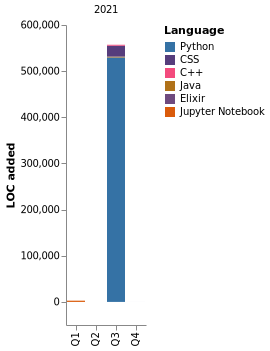 2021
Language
Python
CSS
C++
Java
Elixir
Jupyter Notebook
LOC added
600,000
500,000
400,000
300,000
200,000
100,000
0
Q1
Q2
Q3
Q4